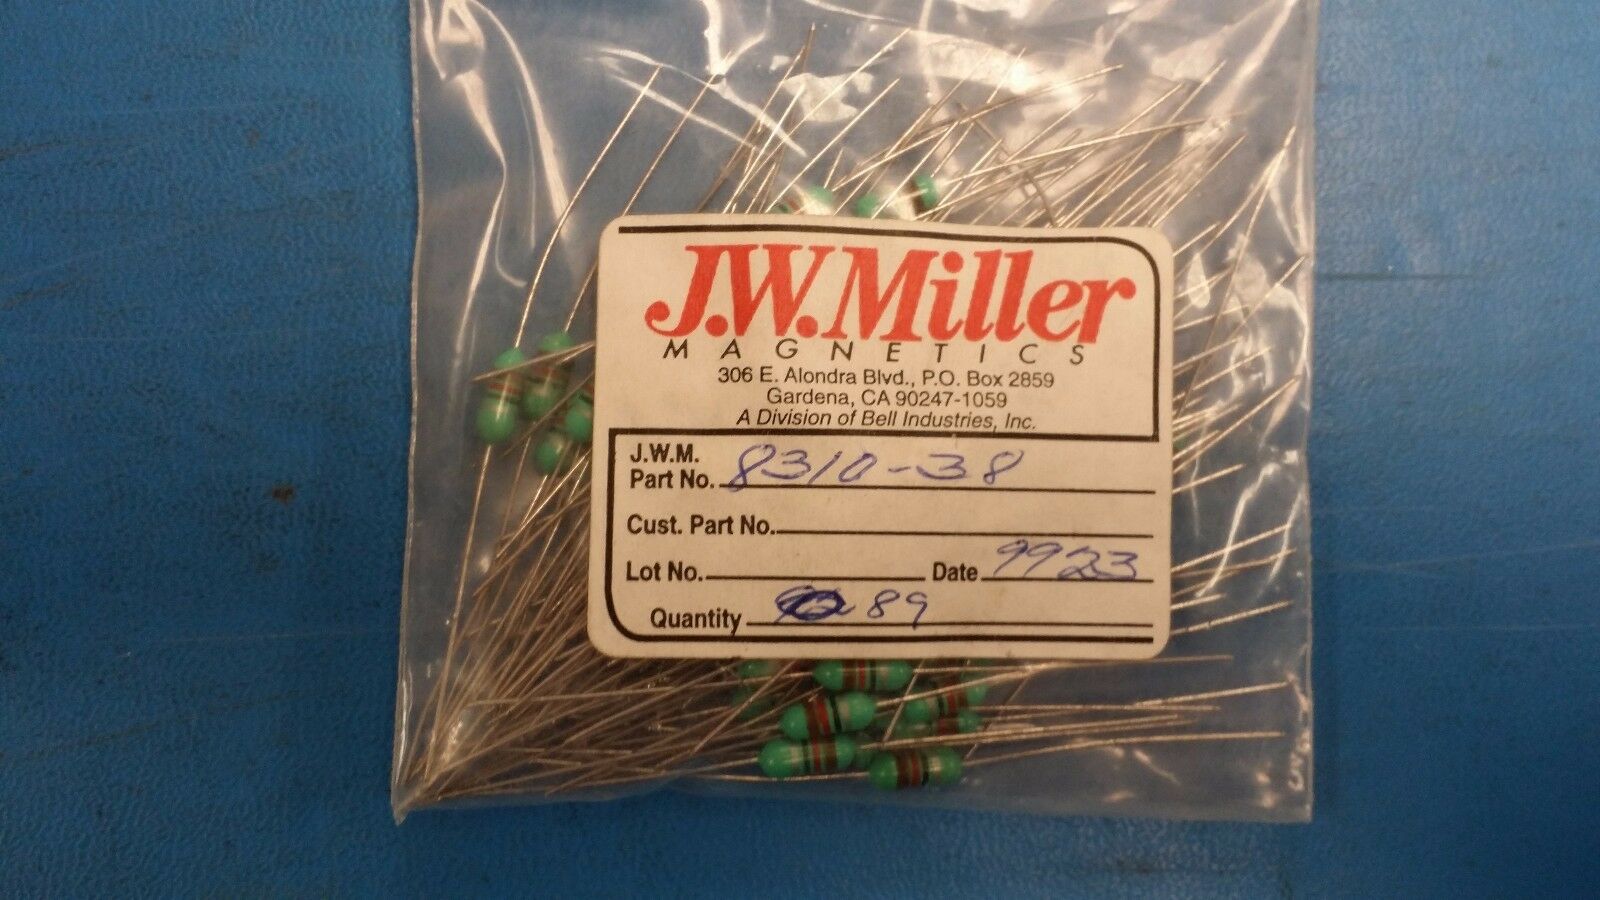 J.W.Miller
MAGNETICS
306 E. Alondra Blvd., P.O. Box 2859
Gardena, CA 90247-1059
A Division of Bell Industries, Inc.
J.W.M.
Part No. 8310-38
Cust. Part No.
Lot No. Date 9923
Quantity 89